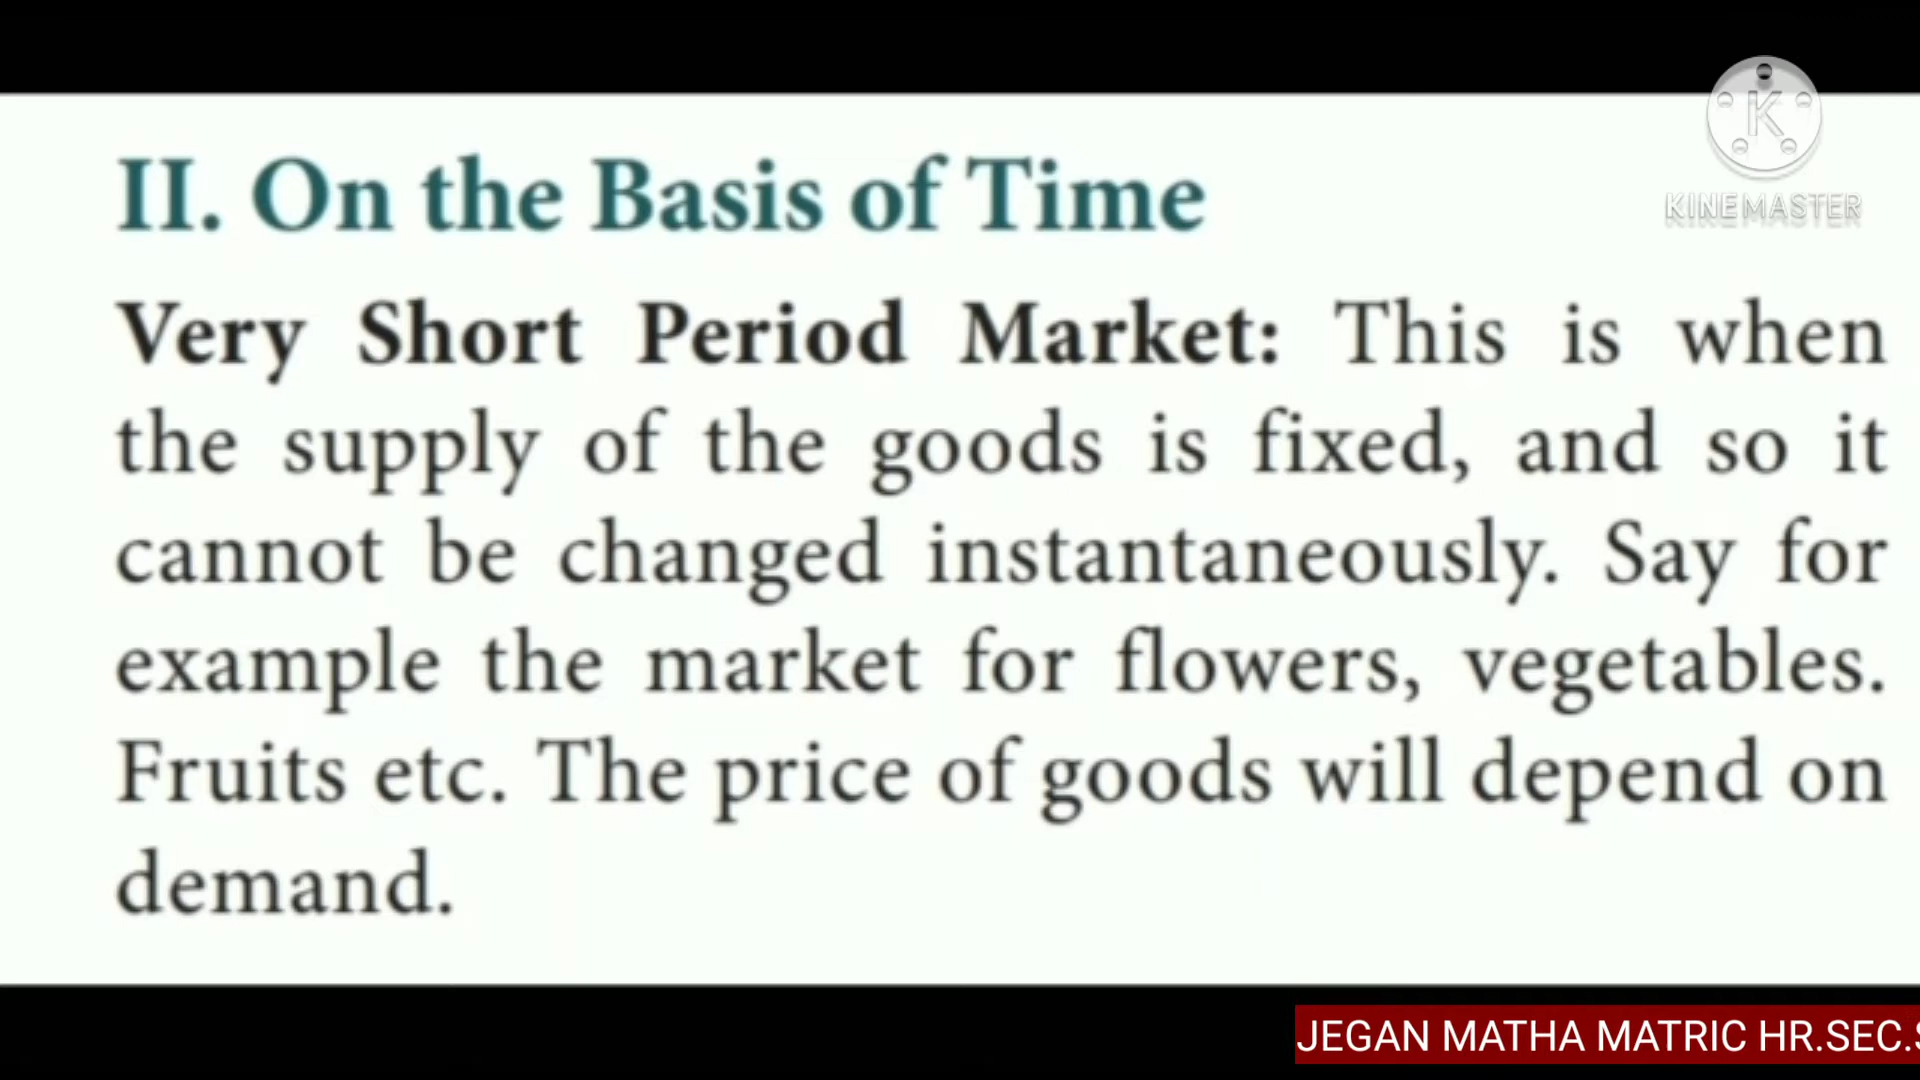 K
KINEMASTER
II. On the Basis of Time
Very Short Period Market: This is when
the supply of the goods is fixed, and so it
cannot be changed instantaneously. Say for
example the market for flowers, vegetables.
Fruits etc. The price of goods will depend on
demand.
JEGAN MATHA MATRIC HR.SEC.